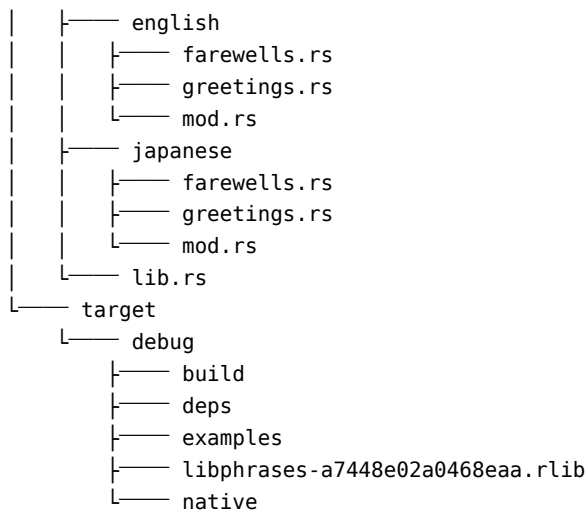 │   ├── english
│   │   ├── farewells.rs
│   │   ├── greetings.rs
│   │   └── mod.rs
│   ├── japanese
│   │   ├── farewells.rs
│   │   ├── greetings.rs
│   │   └── mod.rs
│   └── lib.rs
└── target
    └── debug
        ├── build
        ├── deps
        ├── examples
        ├── libphrases-a7448e02a0468eaa.rlib
        └── native